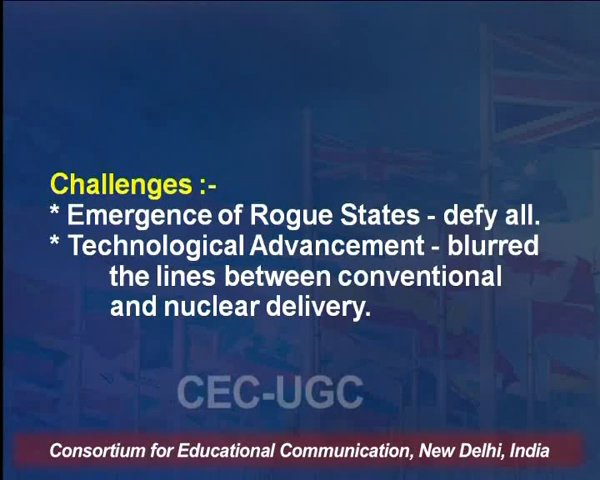 Challenges :-
* Emergence of Rogue States - defy all.
* Technological Advancement - blurred
the lines between conventional
and nuclear delivery.
CEC-UGC
Consortium for Educational Communication, New Delhi, India